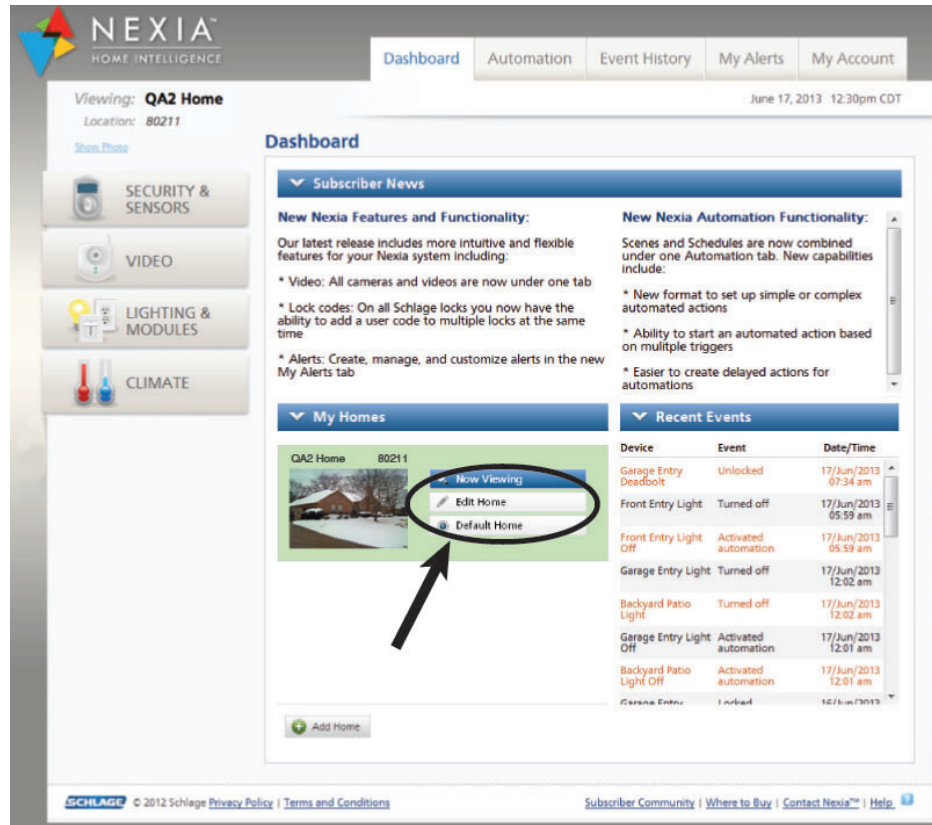 NEXIA™
HOME INTELLIGENCE
Dashboard
Automation
Event History
My Alerts
My Account
Viewing: QA2 Home
Location: 80211
Show Photo
June 17, 2013 12:30pm CDT
SECURITY &
SENSORS
VIDEO
LIGHTING &
MODULES
CLIMATE
Dashboard
Subscriber News
New Nexia Features and Functionality:
Our latest release includes more intuitive and flexible
features for your Nexia system including:
* Video: All cameras and videos are now under one tab
* Lock codes: On all Schlage locks you now have the
ability to add a user code to multiple locks at the same
time
* Alerts: Create, manage, and customize alerts in the new
My Alerts tab
New Nexia Automation Functionality:
Scenes and Schedules are now combined
under one Automation tab. New capabilities
include:
* New format to set up simple or complex
automated actions
* Ability to start an automated action based
on mulitple triggers
* Easier to create delayed actions for
automations
My Homes
QA2 Home 80211
Now Viewing
Edit Home
Default Home
Add Home
Recent Events
Device Event Date/Time
Garage Entry Unlocked 17/Jun/2013
Deadbolt 07:34 am
Front Entry Light Turned off 17/Jun/2013
05:59 am
Front Entry Light Activated 17/Jun/2013
Off automation 05:59 am
Garage Entry Light Turned off 17/Jun/2013
12:02 am
Backyard Patio Turned off 17/Jun/2013
Light 12:02 am
Garage Entry Light Activated 17/Jun/2013
Off automation 12:01 am
Backyard Patio Activated 17/Jun/2013
Light Off automation 12:01 am
Garage Entry Locked 16/Jun/2013
SCHLAGE © 2012 Schlage Privacy Policy | Terms and Conditions
Subscriber Community | Where to Buy | Contact Nexia™ | Help ?